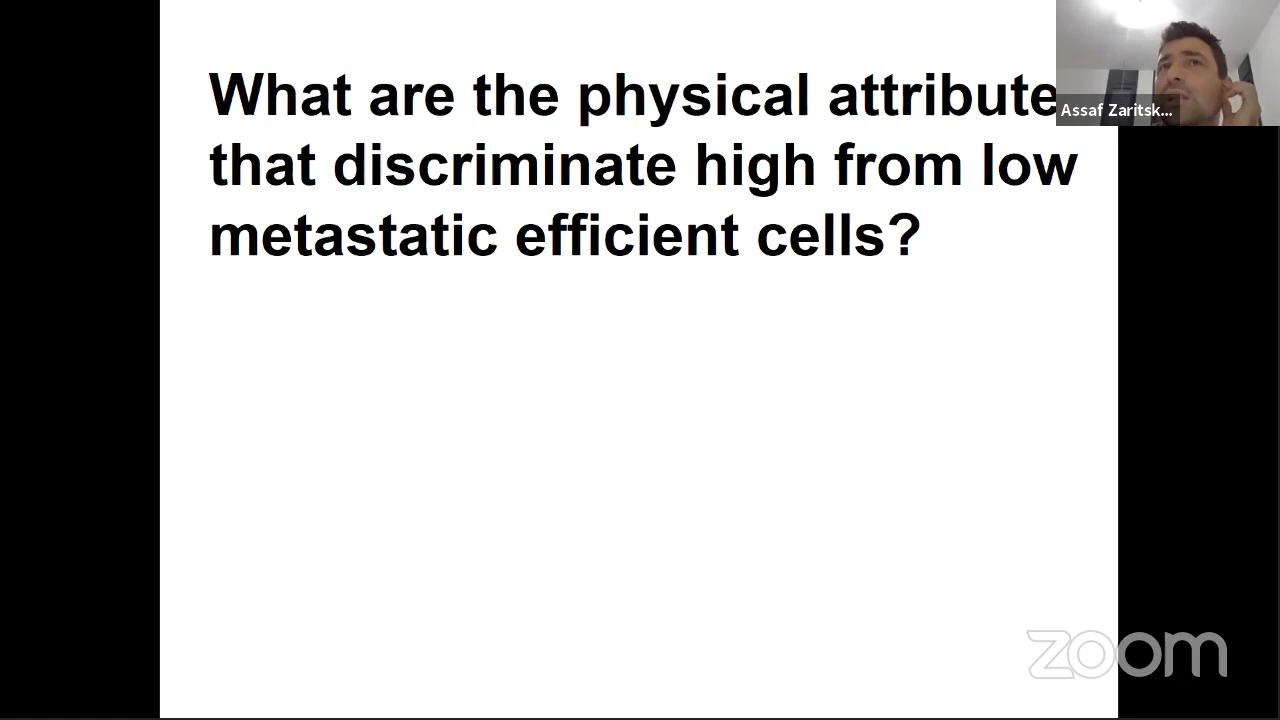 What are the physical attribute
that discriminate high from low
metastatic efficient cells?
Assaf Zaritsk...
zoom